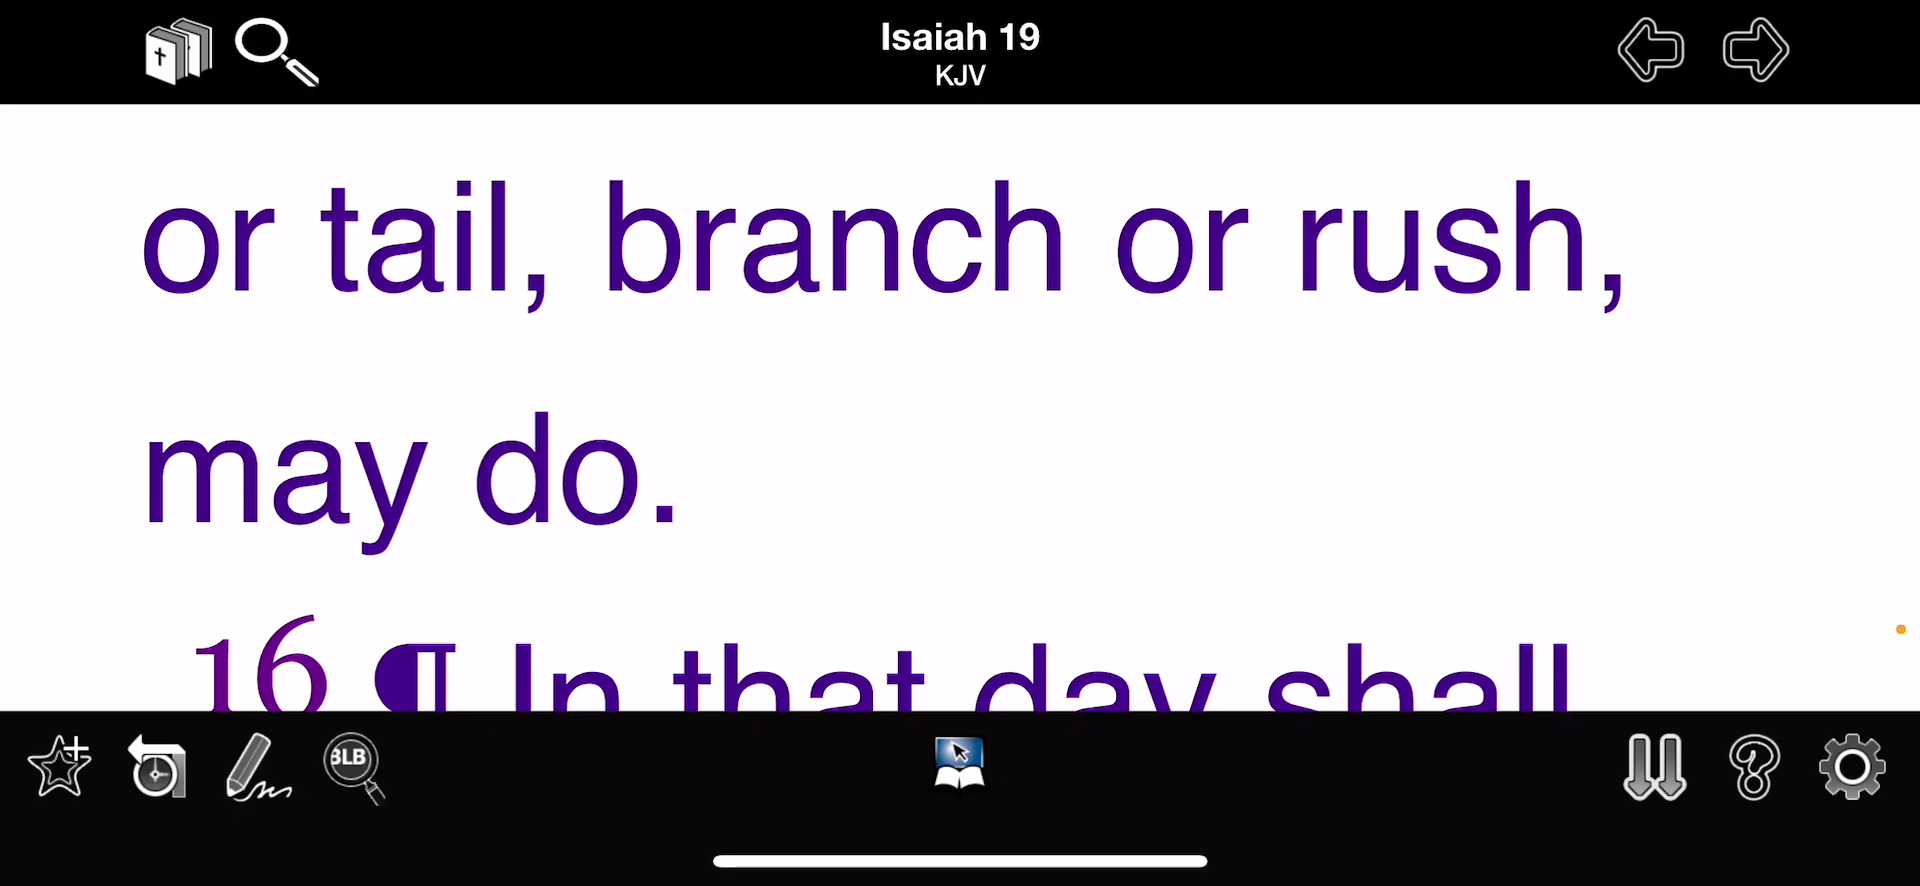 Isaiah 19
KJV
or tail, branch or rush,
may do.
16 ¶ In that day shall
BLB